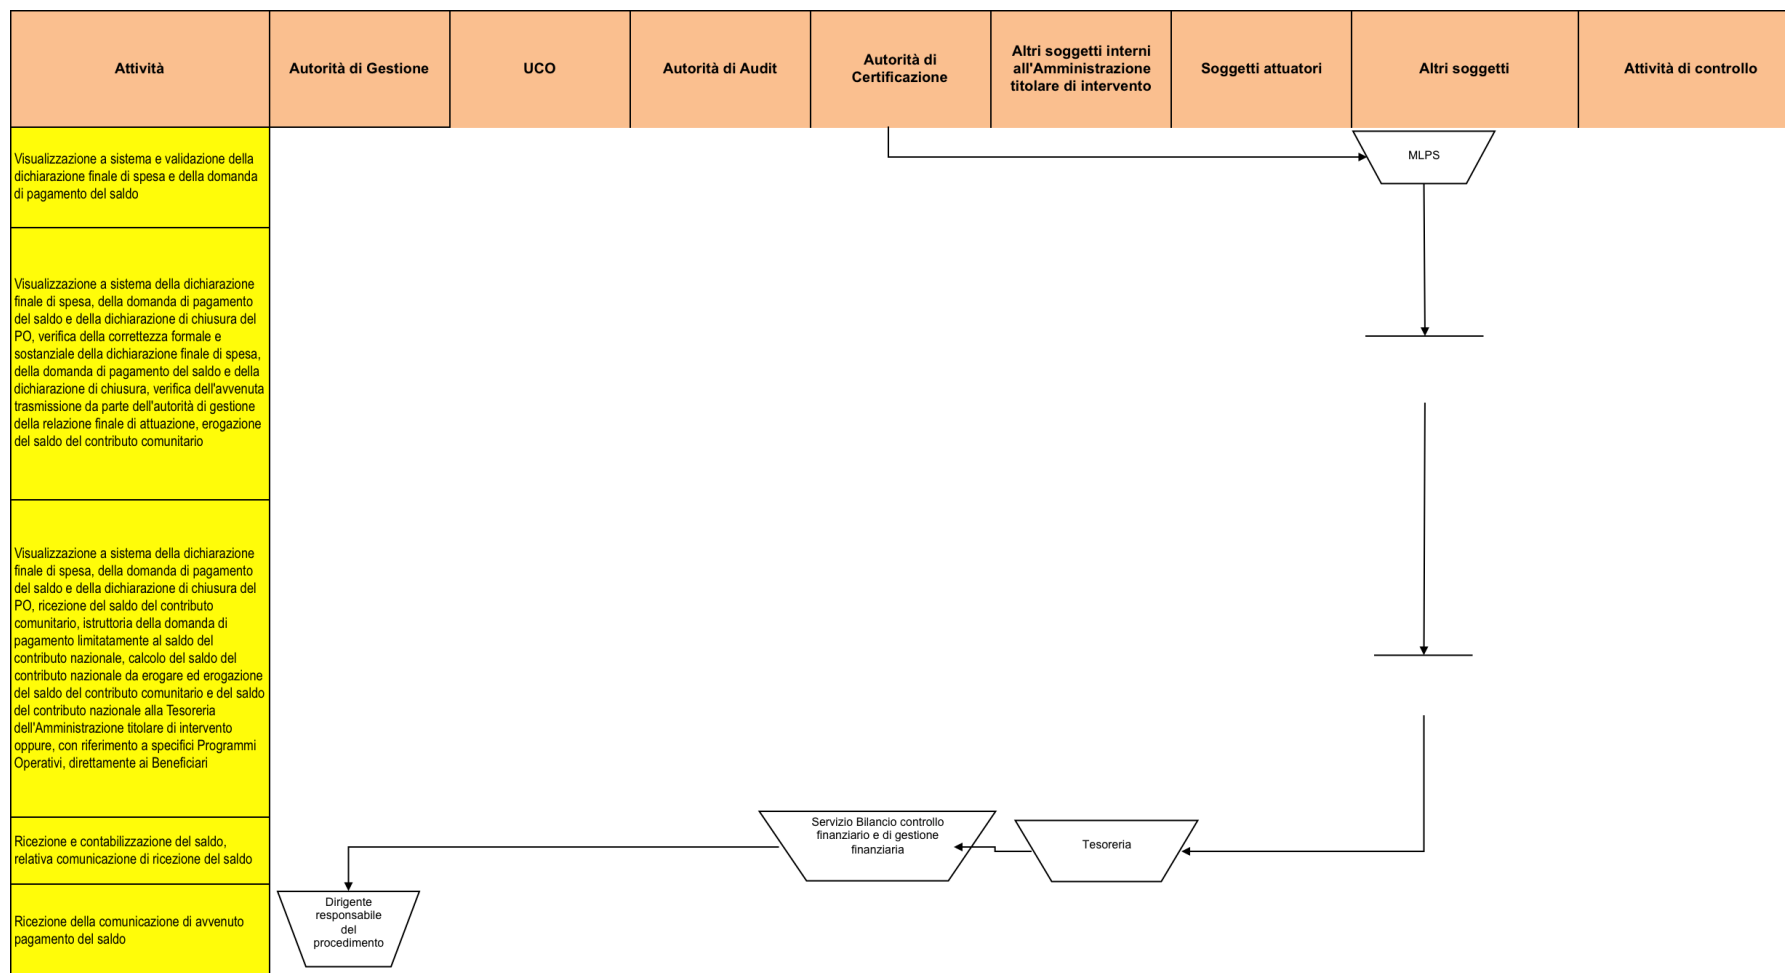 Attività
Autorità di Gestione
UCO
Autorità di Audit
Autorità di
Certificazione
Altri soggetti interni
all'Amministrazione
titolare di intervento
Soggetti attuatori
Altri soggetti
Attività di controllo
Visualizzazione a sistema e validazione della
dichiarazione finale di spesa e della domanda
di pagamento del saldo
MLPS
Visualizzazione a sistema della dichiarazione
finale di spesa, della domanda di pagamento
del saldo e della dichiarazione di chiusura del
PO, verifica della correttezza formale e
sostanziale della dichiarazione finale di spesa,
della domanda di pagamento del saldo e della
dichiarazione di chiusura, verifica dell'avvenuta
trasmissione da parte dell'autorità di gestione
della relazione finale di attuazione, erogazione
del saldo del contributo comunitario
Visualizzazione a sistema della dichiarazione
finale di spesa, della domanda di pagamento
del saldo e della dichiarazione di chiusura del
PO, ricezione del saldo del contributo
comunitario, istruttoria della domanda di
pagamento limitatamente al saldo del
contributo nazionale, calcolo del saldo del
contributo nazionale da erogare ed erogazione
del saldo del contributo comunitario e del saldo
del contributo nazionale alla Tesoreria
dell'Amministrazione titolare di intervento
oppure, con riferimento a specifici Programmi
Operativi, direttamente ai Beneficiari
Ricezione e contabilizzazione del saldo,
relativa comunicazione di ricezione del saldo
Servizio Bilancio controllo
finanziario e di gestione
finanziaria
Tesoreria
Ricezione della comunicazione di avvenuto
pagamento del saldo
Dirigente
responsabile
del
procedimento